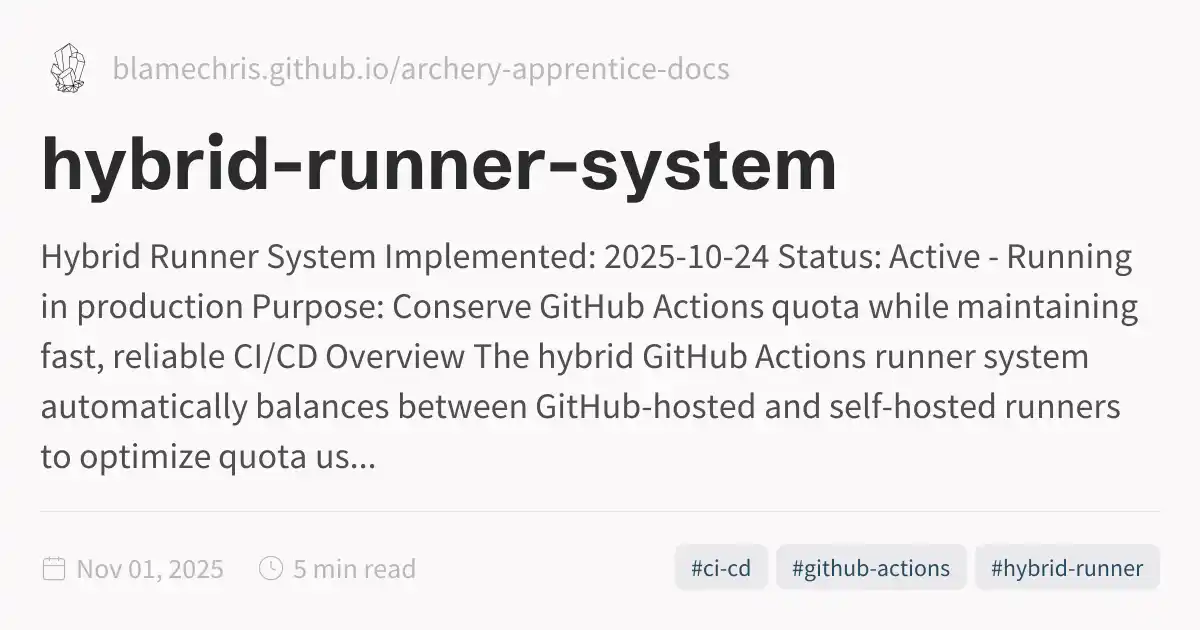 blamechris.github.io/archery-apprentice-docs
hybrid-runner-system
Hybrid Runner System Implemented: 2025-10-24 Status: Active - Running
in production Purpose: Conserve GitHub Actions quota while maintaining
fast, reliable CI/CD Overview The hybrid GitHub Actions runner system
automatically balances between GitHub-hosted and self-hosted runners
to optimize quota us...
Nov 01, 2025 5 min read #ci-cd #github-actions #hybrid-runner